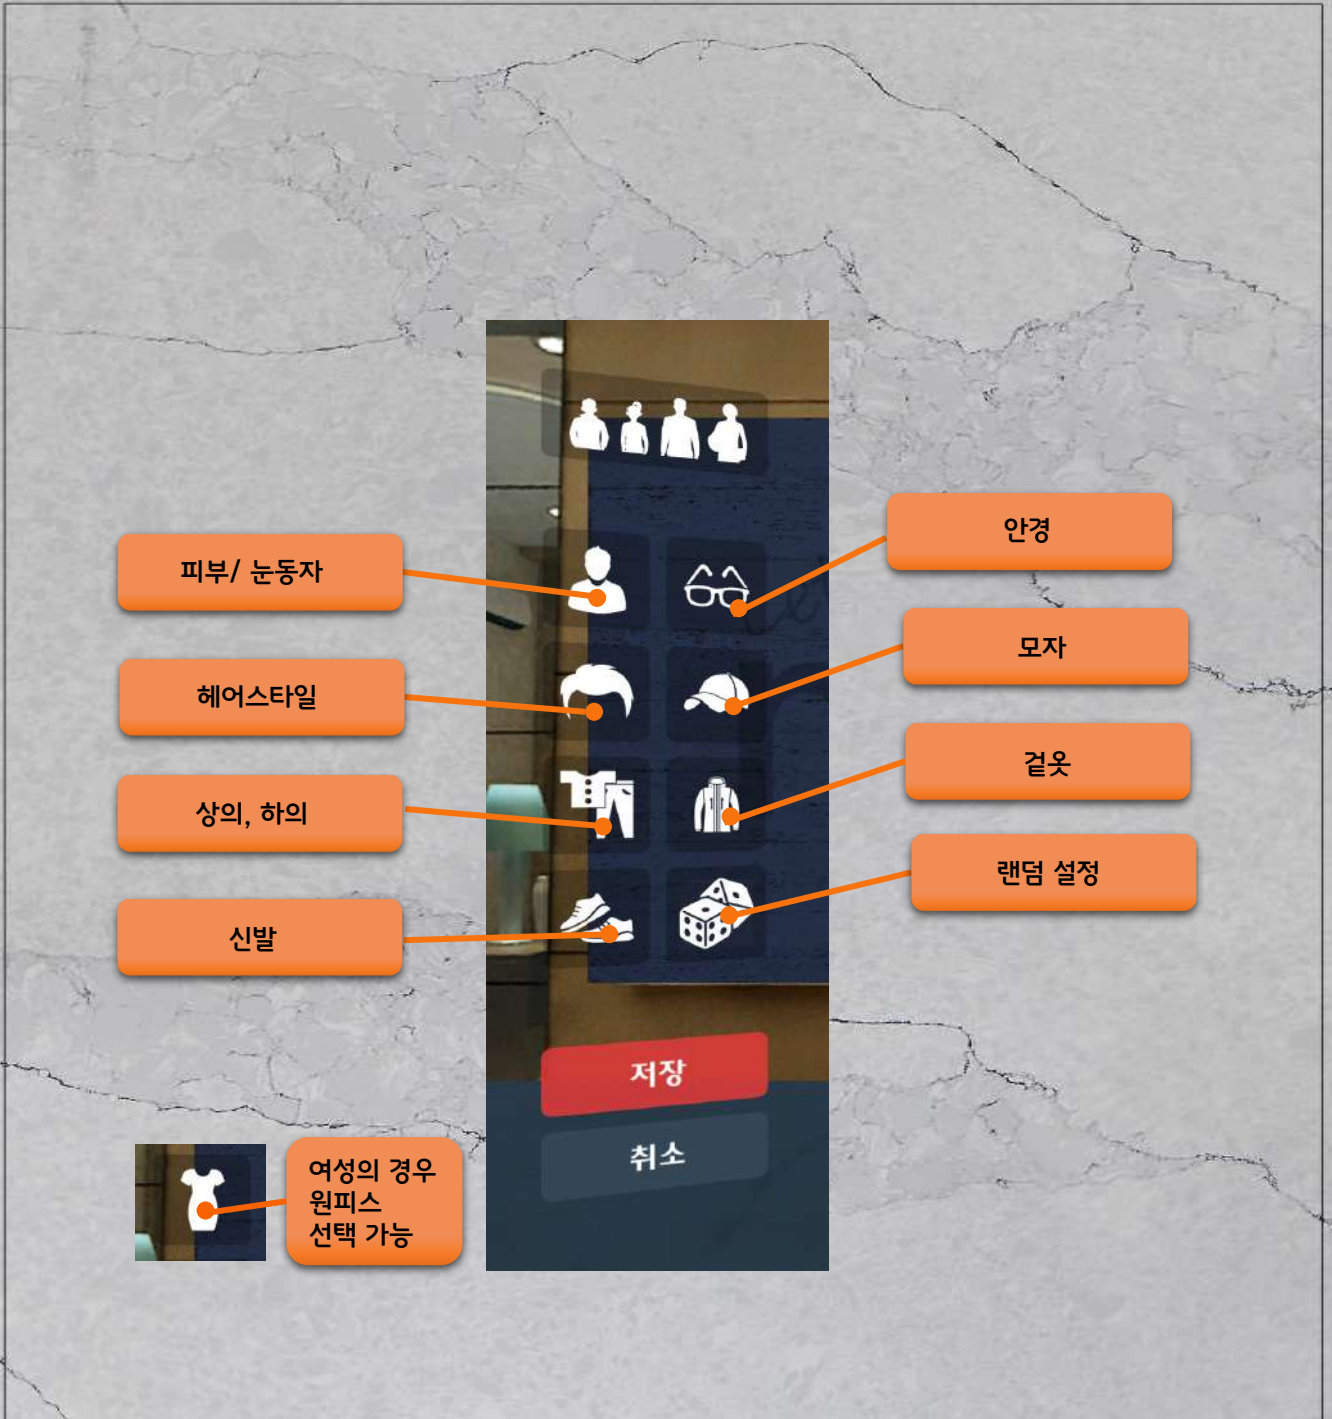 피부/ 눈동자
헤어스타일
상의, 하의
신발
안경
모자
겉옷
랜덤 설정
저장
취소
여성의 경우
원피스
선택 가능